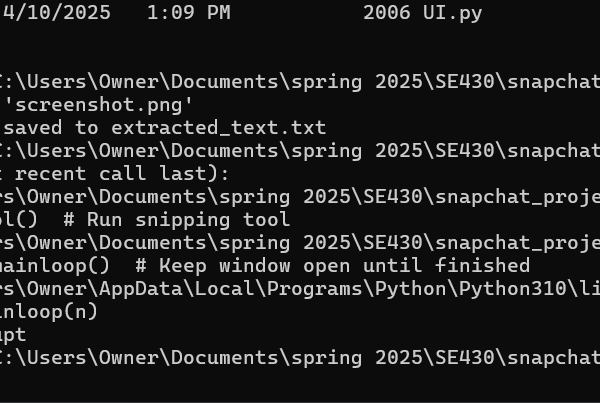 4/10/2025   1:09 PM           2006 UI.py
C:\Users\Owner\Documents\spring 2025\SE430\snapchat
'screenshot.png'
saved to extracted_text.txt
C:\Users\Owner\Documents\spring 2025\SE430\snapchat
t recent call last):
rs\Owner\Documents\spring 2025\SE430\snapchat_proje
ol()  # Run snipping tool
rs\Owner\Documents\spring 2025\SE430\snapchat_proje
mainloop()  # Keep window open until finished
rs\Owner\AppData\Local\Programs\Python\Python310\li
inloop(n)
upt
C:\Users\Owner\Documents\spring 2025\SE430\snapchat